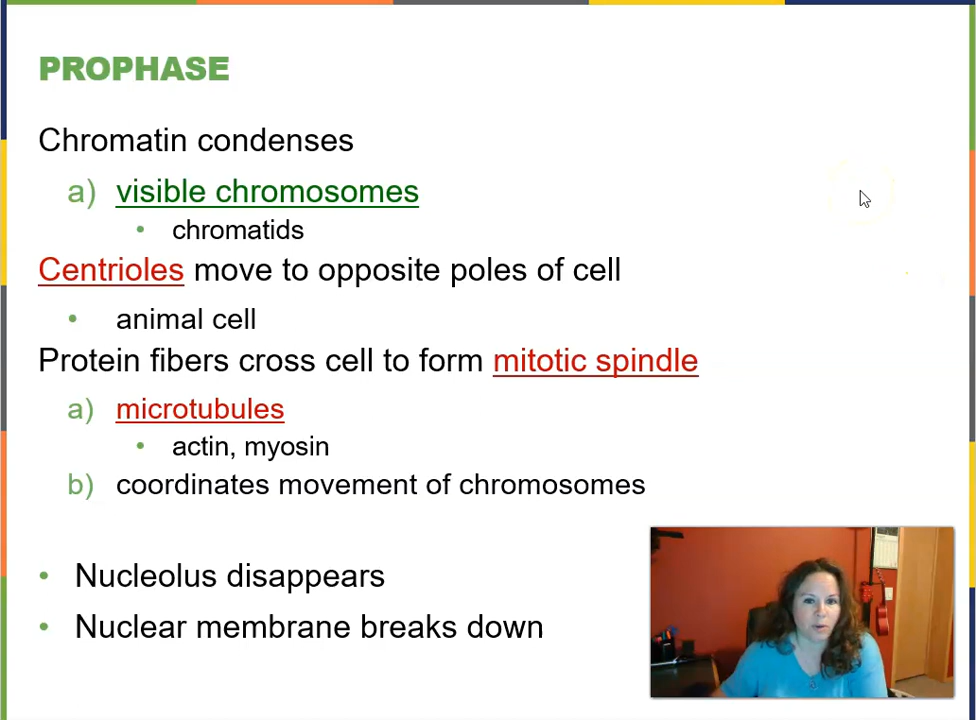 PROPHASE
Chromatin condenses
a) visible chromosomes
• chromatids
Centrioles move to opposite poles of cell
• animal cell
Protein fibers cross cell to form mitotic spindle
a) microtubules
• actin, myosin
b) coordinates movement of chromosomes
• Nucleolus disappears
• Nuclear membrane breaks down